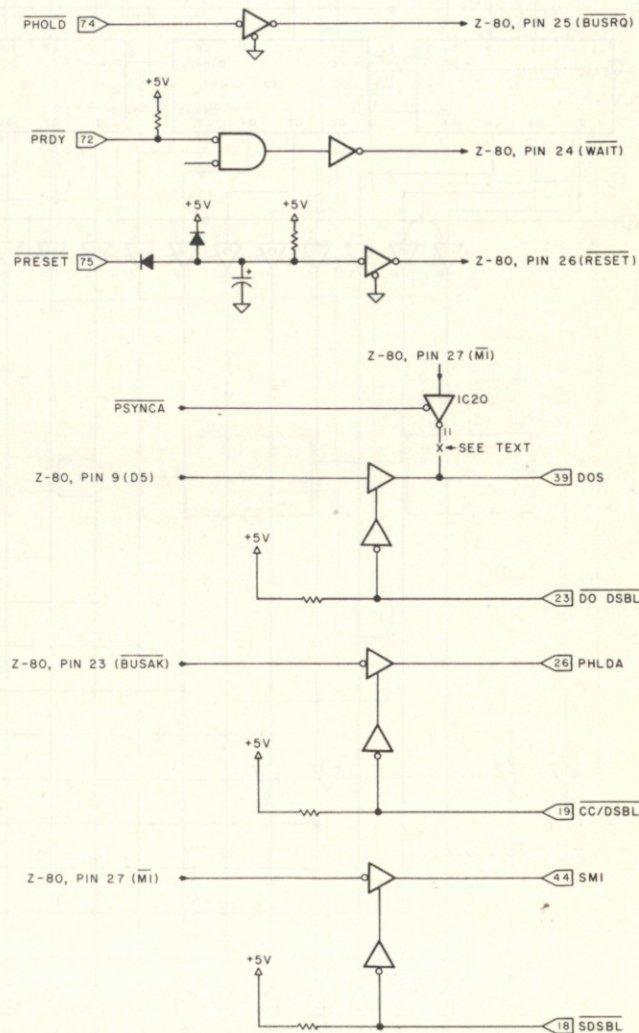 PHOLD 74 Z-80, PIN 25 (BUSRQ)
+5V
PRDY 72 Z-80, PIN 24 (WAIT)
+5V +5V
PRESET 75 Z-80, PIN 26 (RESET)
Z-80, PIN 27 (M1)
PSYNCA IC20
11
X SEE TEXT
Z-80, PIN 9 (D5) 39 DO5
+5V
23 DO DSBL
Z-80, PIN 23 (BUSAK) 26 PHLDA
+5V
19 CC/DSBL
Z-80, PIN 27 (M1) 44 SM1
+5V
18 SDSBL